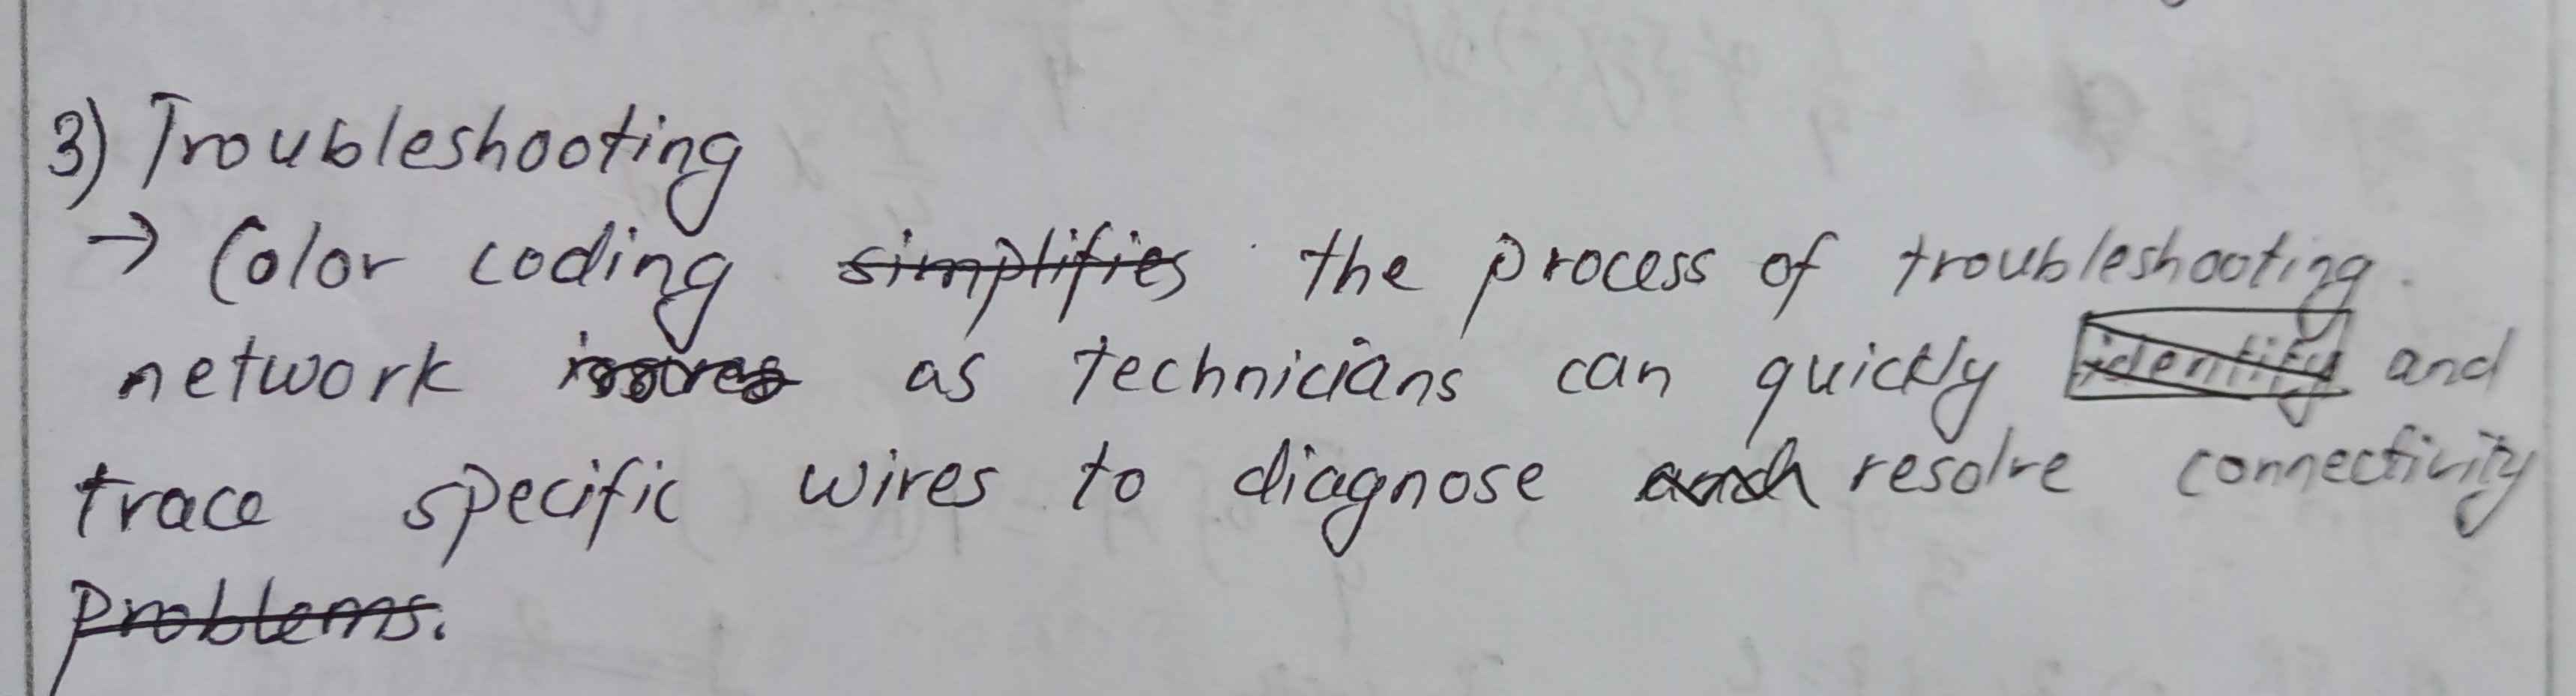 3) Troubleshooting
→ Color coding simplifies the process of troubleshooting.
network issues as technicians can quickly identify and
trace specific wires to diagnose and resolve connectivity
problems.